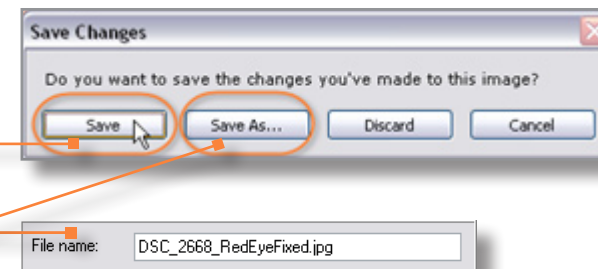 Save Changes
Do you want to save the changes you've made to this image?
Save Save As... Discard Cancel
File name: DSC_2668_RedEyeFixed.jpg